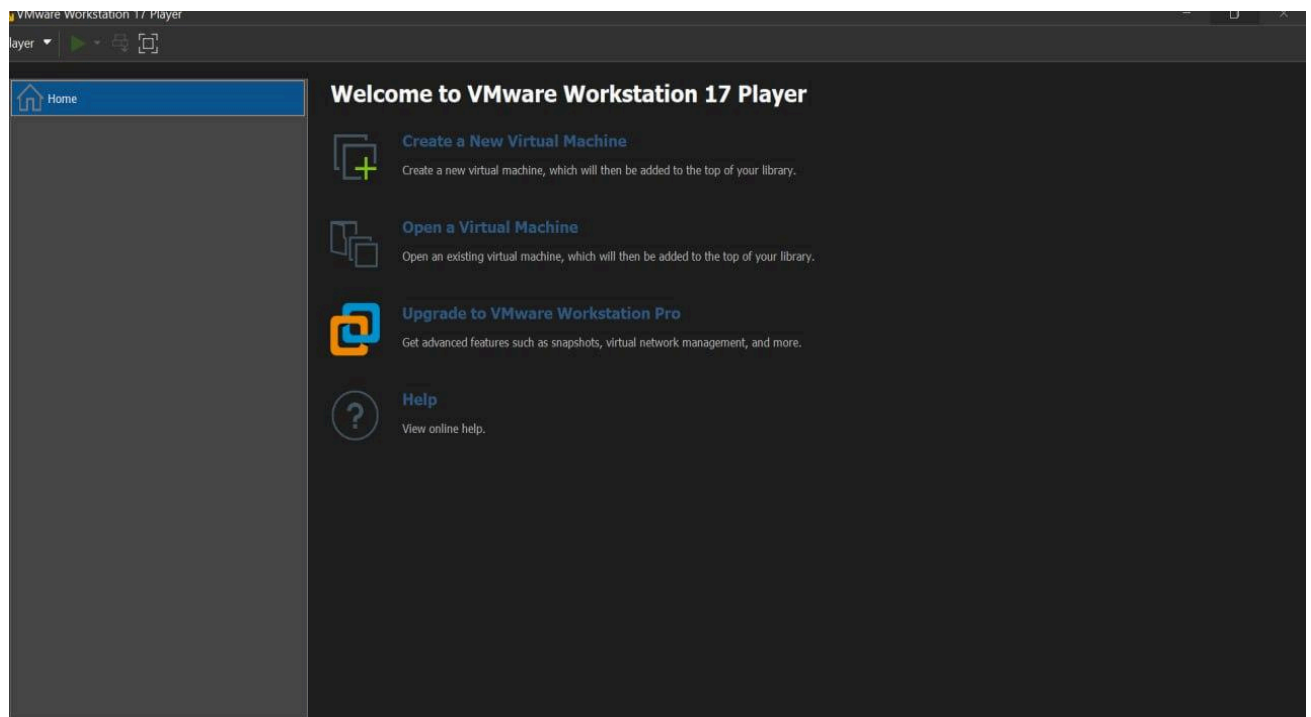 VMware Workstation 17 Player
layer
Home
Welcome to VMware Workstation 17 Player
Create a New Virtual Machine
Create a new virtual machine, which will then be added to the top of your library.
Open a Virtual Machine
Open an existing virtual machine, which will then be added to the top of your library.
Upgrade to VMware Workstation Pro
Get advanced features such as snapshots, virtual network management, and more.
Help
View online help.